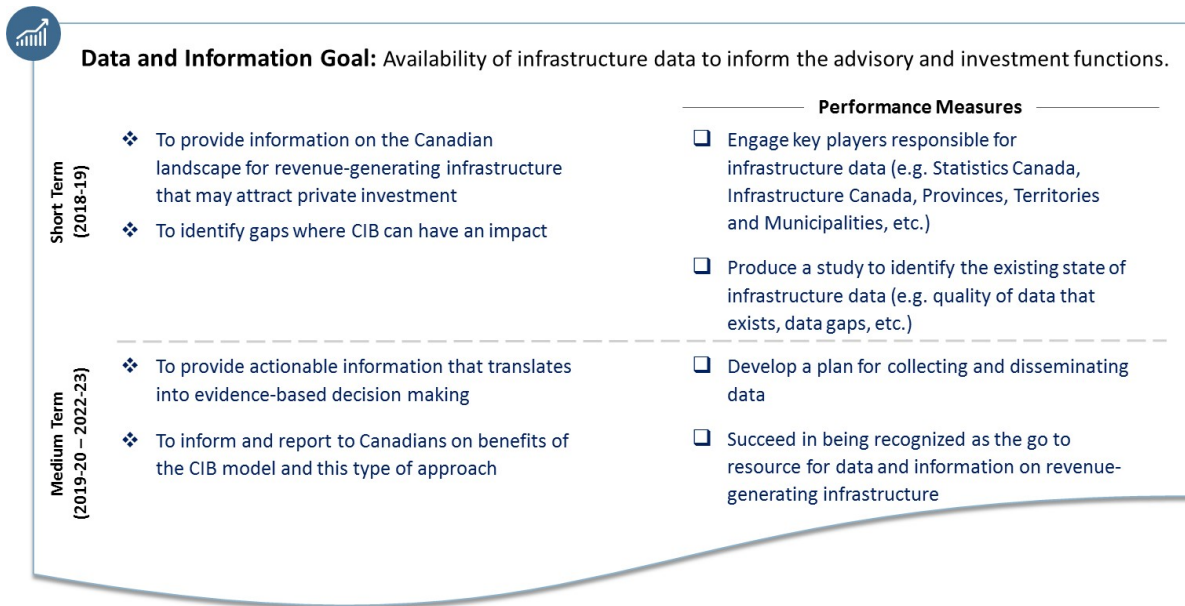 Data and Information Goal: Availability of infrastructure data to inform the advisory and investment functions.
Performance Measures
Short Term
(2018-19)
❖ To provide information on the Canadian
landscape for revenue-generating infrastructure
that may attract private investment
❖ To identify gaps where CIB can have an impact
❑ Engage key players responsible for
infrastructure data (e.g. Statistics Canada,
Infrastructure Canada, Provinces, Territories
and Municipalities, etc.)
❑ Produce a study to identify the existing state of
infrastructure data (e.g. quality of data that
exists, data gaps, etc.)
Medium Term
(2019-20 – 2022-23)
❖ To provide actionable information that translates
into evidence-based decision making
❖ To inform and report to Canadians on benefits of
the CIB model and this type of approach
❑ Develop a plan for collecting and disseminating
data
❑ Succeed in being recognized as the go to
resource for data and information on revenue-
generating infrastructure